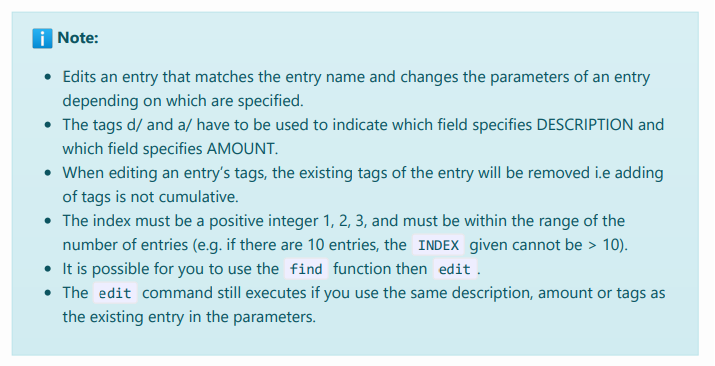 ℹ Note:
• Edits an entry that matches the entry name and changes the parameters of an entry
depending on which are specified.
• The tags d/ and a/ have to be used to indicate which field specifies DESCRIPTION and
which field specifies AMOUNT.
• When editing an entry's tags, the existing tags of the entry will be removed i.e adding
of tags is not cumulative.
• The index must be a positive integer 1, 2, 3, and must be within the range of the
number of entries (e.g. if there are 10 entries, the INDEX given cannot be > 10).
• It is possible for you to use the find function then edit.
• The edit command still executes if you use the same description, amount or tags as
the existing entry in the parameters.